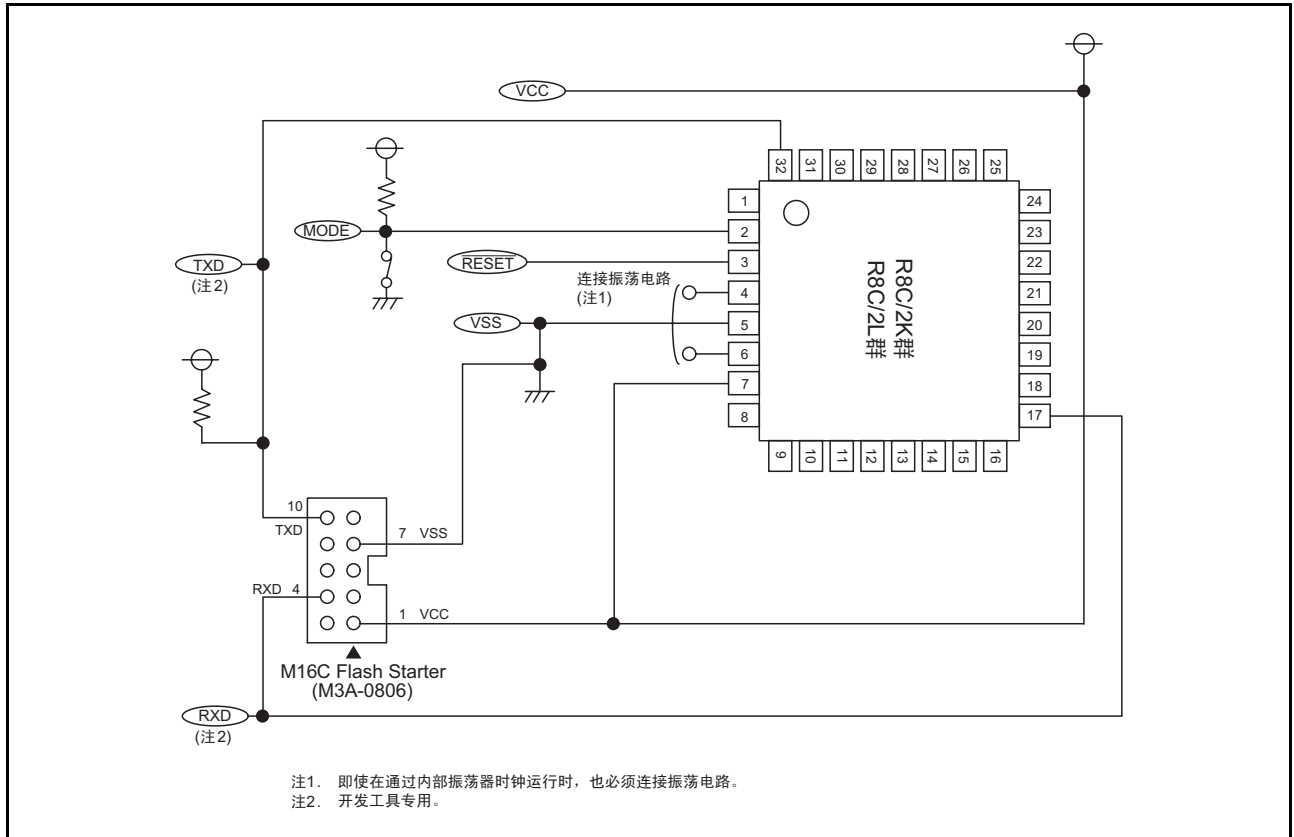 VCC
32 31 30 29 28 27 26 25
1
2
3
4
5
6
7
8
24
23
22
21
20
19
18
17
9 10 11 12 13 14 15 16
R8C/2K群
R8C/2L群
MODE
TXD
(注2)
RESET
连接振荡电路
(注1)
VSS
10
TXD
7 VSS
RXD 4
1 VCC
M16C Flash Starter
(M3A-0806)
RXD
(注2)
注1. 即使在通过内部振荡器时钟运行时，也必须连接振荡电路。
注2. 开发工具专用。